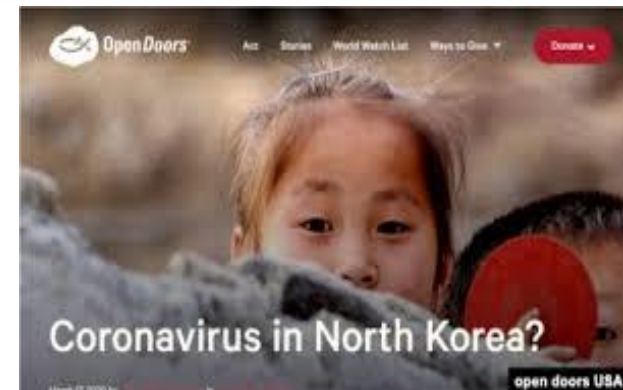 Open Doors
Act Stories World Watch List Ways to Give Donate
Coronavirus in North Korea?
open doors USA